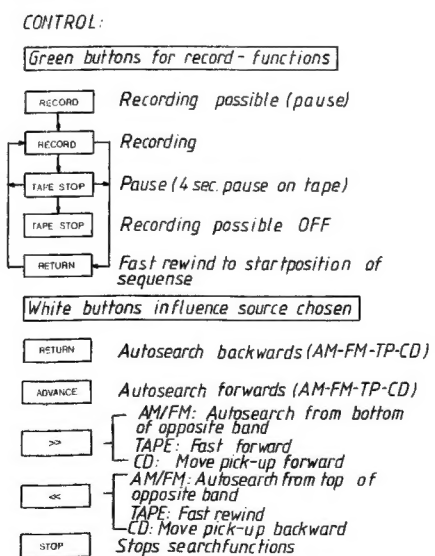 CONTROL:
Green buttons for record-functions
RECORD Recording possible (pause)
RECORD Recording
TAPE STOP Pause (4 sec. pause on tape)
TAPE STOP Recording possible OFF
RETURN Fast rewind to startposition of
sequense
White buttons influence source chosen
RETURN Autosearch backwards (AM-FM-TP-CD)
ADVANCE Autosearch forwards (AM-FM-TP-CD)
>> AM/FM: Autosearch from bottom
of opposite band
TAPE: Fast forward
CD: Move pick-up forward
<< AM/FM: Autosearch from top of
opposite band
TAPE: Fast rewind
CD: Move pick-up backward
STOP Stops searchfunctions